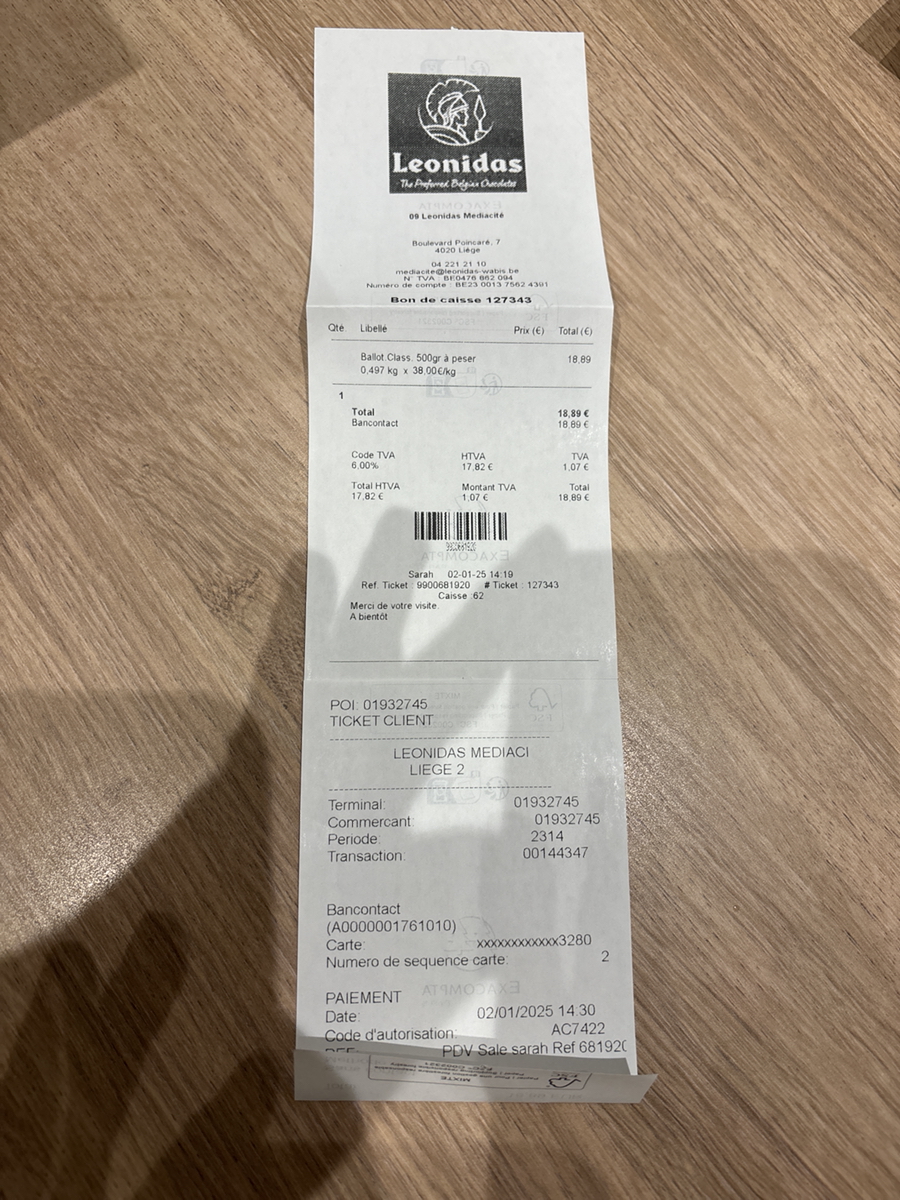 Leonidas
The Preferred Belgian Chocolates
09 Leonidas Mediacité
Boulevard Poincaré, 7
4020 Liège
04 221 21 10
mediacite@leonidas-wabis.be
N° TVA : BE0476 862 094
Numéro de compte : BE23 0013 7562 4391
Bon de caisse 127343
Qté Libellé Prix (€) Total (€)
Ballot.Class. 500gr à peser 18,89
0,497 kg x 38,00€/kg
1
Total 18,89 €
Bancontact 18,89 €
Code TVA HTVA TVA
6,00% 17,82 € 1,07 €
Total HTVA Montant TVA Total
17,82 € 1,07 € 18,89 €
9900681920
Sarah 02-01-25 14:19
Ref. Ticket : 9900681920 # Ticket : 127343
Caisse :62
Merci de votre visite.
A bientôt
POI: 01932745
TICKET CLIENT
LEONIDAS MEDIACI
LIEGE 2
Terminal: 01932745
Commercant: 01932745
Periode: 2314
Transaction: 00144347
Bancontact
(A0000001761010)
Carte: xxxxxxxxxxxx3280
Numero de sequence carte: 2
PAIEMENT
Date: 02/01/2025 14:30
Code d'autorisation: AC7422
PDV Sale sarah Ref 681920
MIXTE